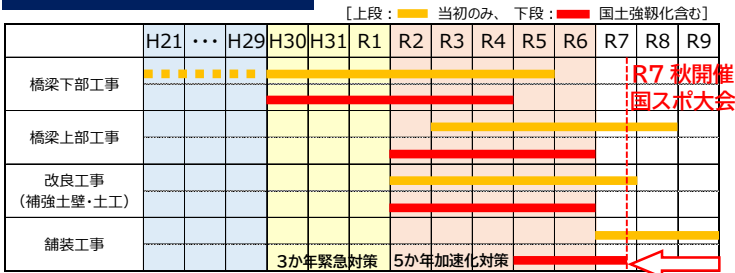 [上段： 当初のみ、 下段： 国土強靱化含む]
H21 ・・・ H29 H30 H31 R1 R2 R3 R4 R5 R6 R7 R8 R9
R7 秋開催
国スポ大会
橋梁下部工事
橋梁上部工事
改良工事
（補強土壁・土工）
舗装工事
3か年緊急対策 5か年加速化対策